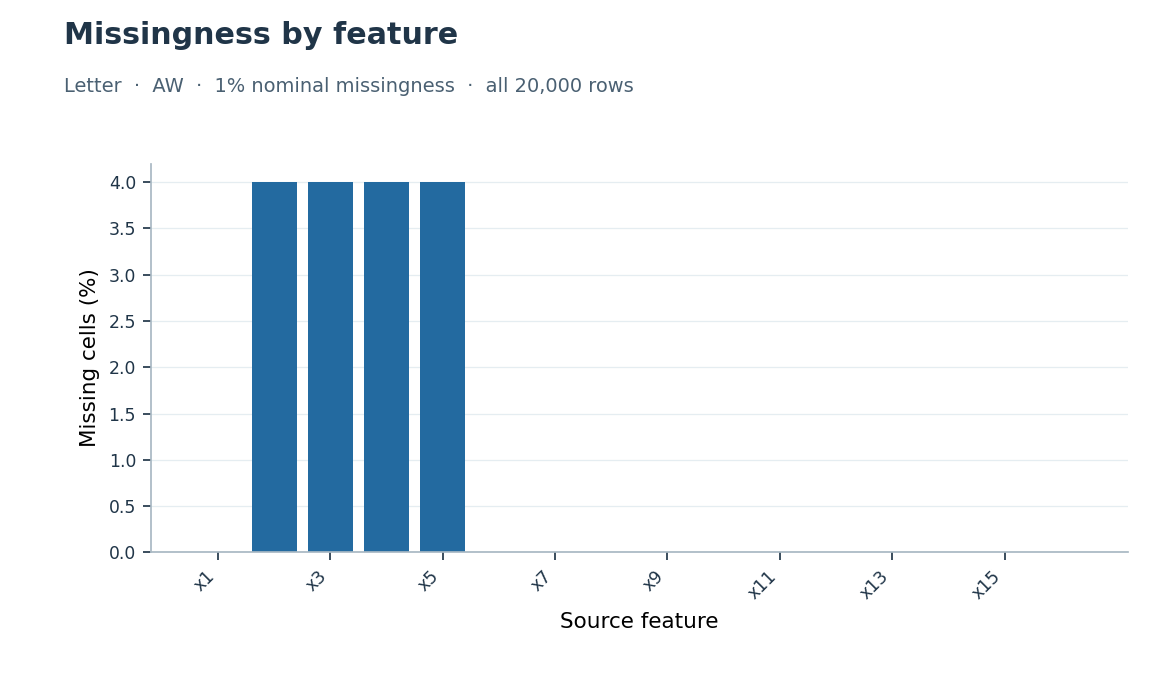 Missingness by feature
Letter · AW · 1% nominal missingness · all 20,000 rows
Missing cells (%)
4.0
3.5
3.0
2.5
2.0
1.5
1.0
0.5
0.0
x1 x3 x5 x7 x9 x11 x13 x15
Source feature